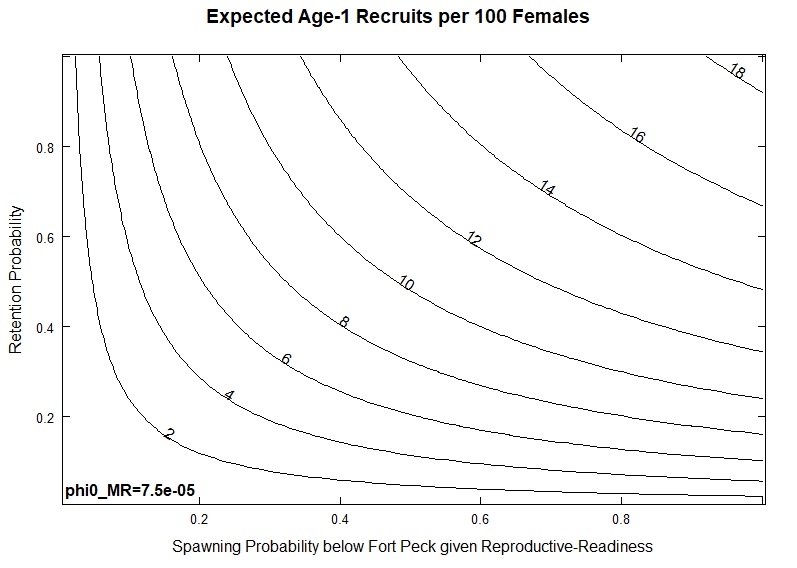 Expected Age-1 Recruits per 100 Females
18
16
0.8
14
0.6
12
10
0.4
8
6
0.2
4
2
phi0_MR=7.5e-05
0.2 0.4 0.6 0.8
Spawning Probability below Fort Peck given Reproductive-Readiness
Retention Probability